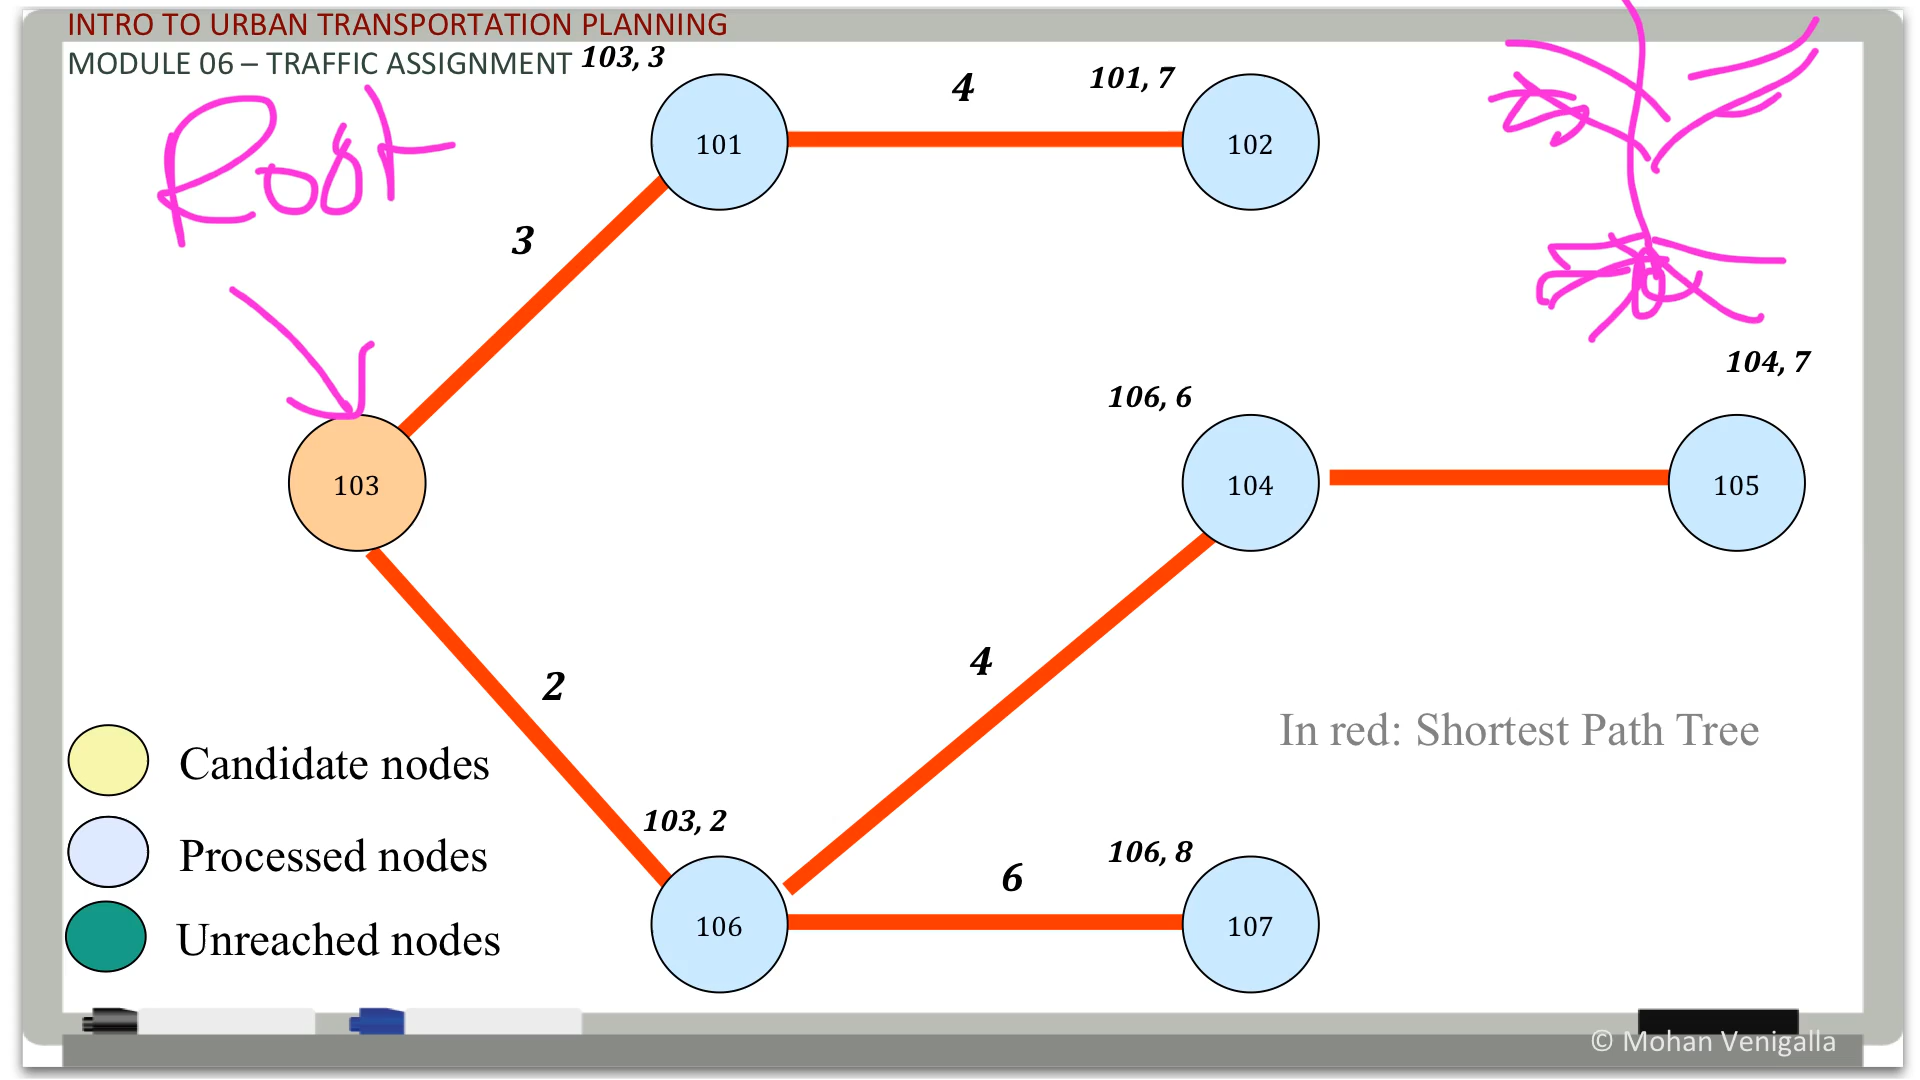 INTRO TO URBAN TRANSPORTATION PLANNING
MODULE 06 – TRAFFIC ASSIGNMENT
103, 3
101
4
101, 7
102
Root
3
103
106, 6
104
104, 7
105
2
4
In red: Shortest Path Tree
Candidate nodes
Processed nodes
Unreached nodes
103, 2
106
6
106, 8
107
© Mohan Venigalla